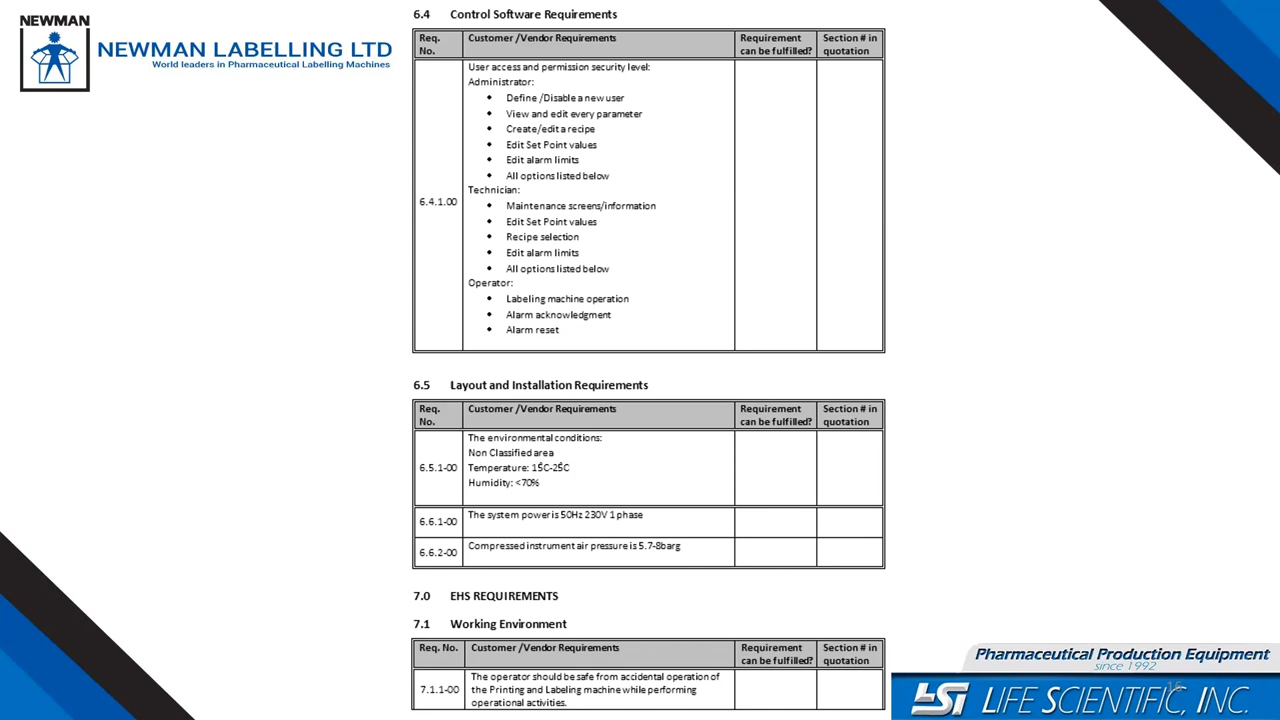 NEWMAN
NEWMAN LABELLING LTD
World leaders in Pharmaceutical Labelling Machines
6.4 Control Software Requirements
Req. No. Customer /Vendor Requirements Requirement can be fulfilled? Section # in quotation
6.4.1.00
User access and permission security level:
Administrator:
• Define /Disable a new user
• View and edit every parameter
• Create/edit a recipe
• Edit Set Point values
• Edit alarm limits
• All options listed below
Technician:
• Maintenance screens/information
• Edit Set Point values
• Recipe selection
• Edit alarm limits
• All options listed below
Operator:
• Labeling machine operation
• Alarm acknowledgment
• Alarm reset
6.5 Layout and Installation Requirements
Req. No. Customer /Vendor Requirements Requirement can be fulfilled? Section # in quotation
6.5.1-00
The environmental conditions:
Non Classified area
Temperature: 15°C-25°C
Humidity: <70%
6.6.1-00 The system power is 50Hz 230V 1 phase
6.6.2-00 Compressed instrument air pressure is 5.7-8barg
7.0 EHS REQUIREMENTS
7.1 Working Environment
Req. No. Customer /Vendor Requirements Requirement can be fulfilled? Section # in quotation
7.1.1-00
The operator should be safe from accidental operation of
the Printing and Labeling machine while performing
operational activities.
Pharmaceutical Production Equipment
since 1992
16
LSI LIFE SCIENTIFIC, INC.